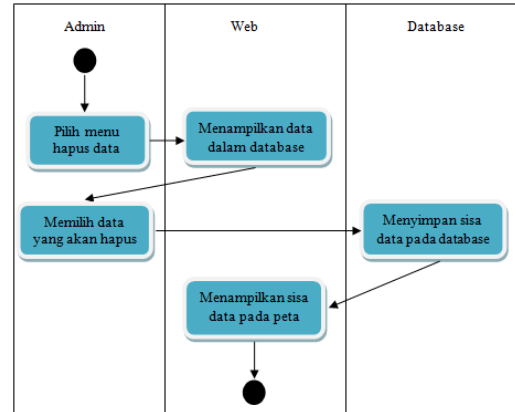 Admin
Web
Database
Pilih menu
hapus data
Menampilkan data
dalam database
Memilih data
yang akan hapus
Menyimpan sisa
data pada database
Menampilkan sisa
data pada peta